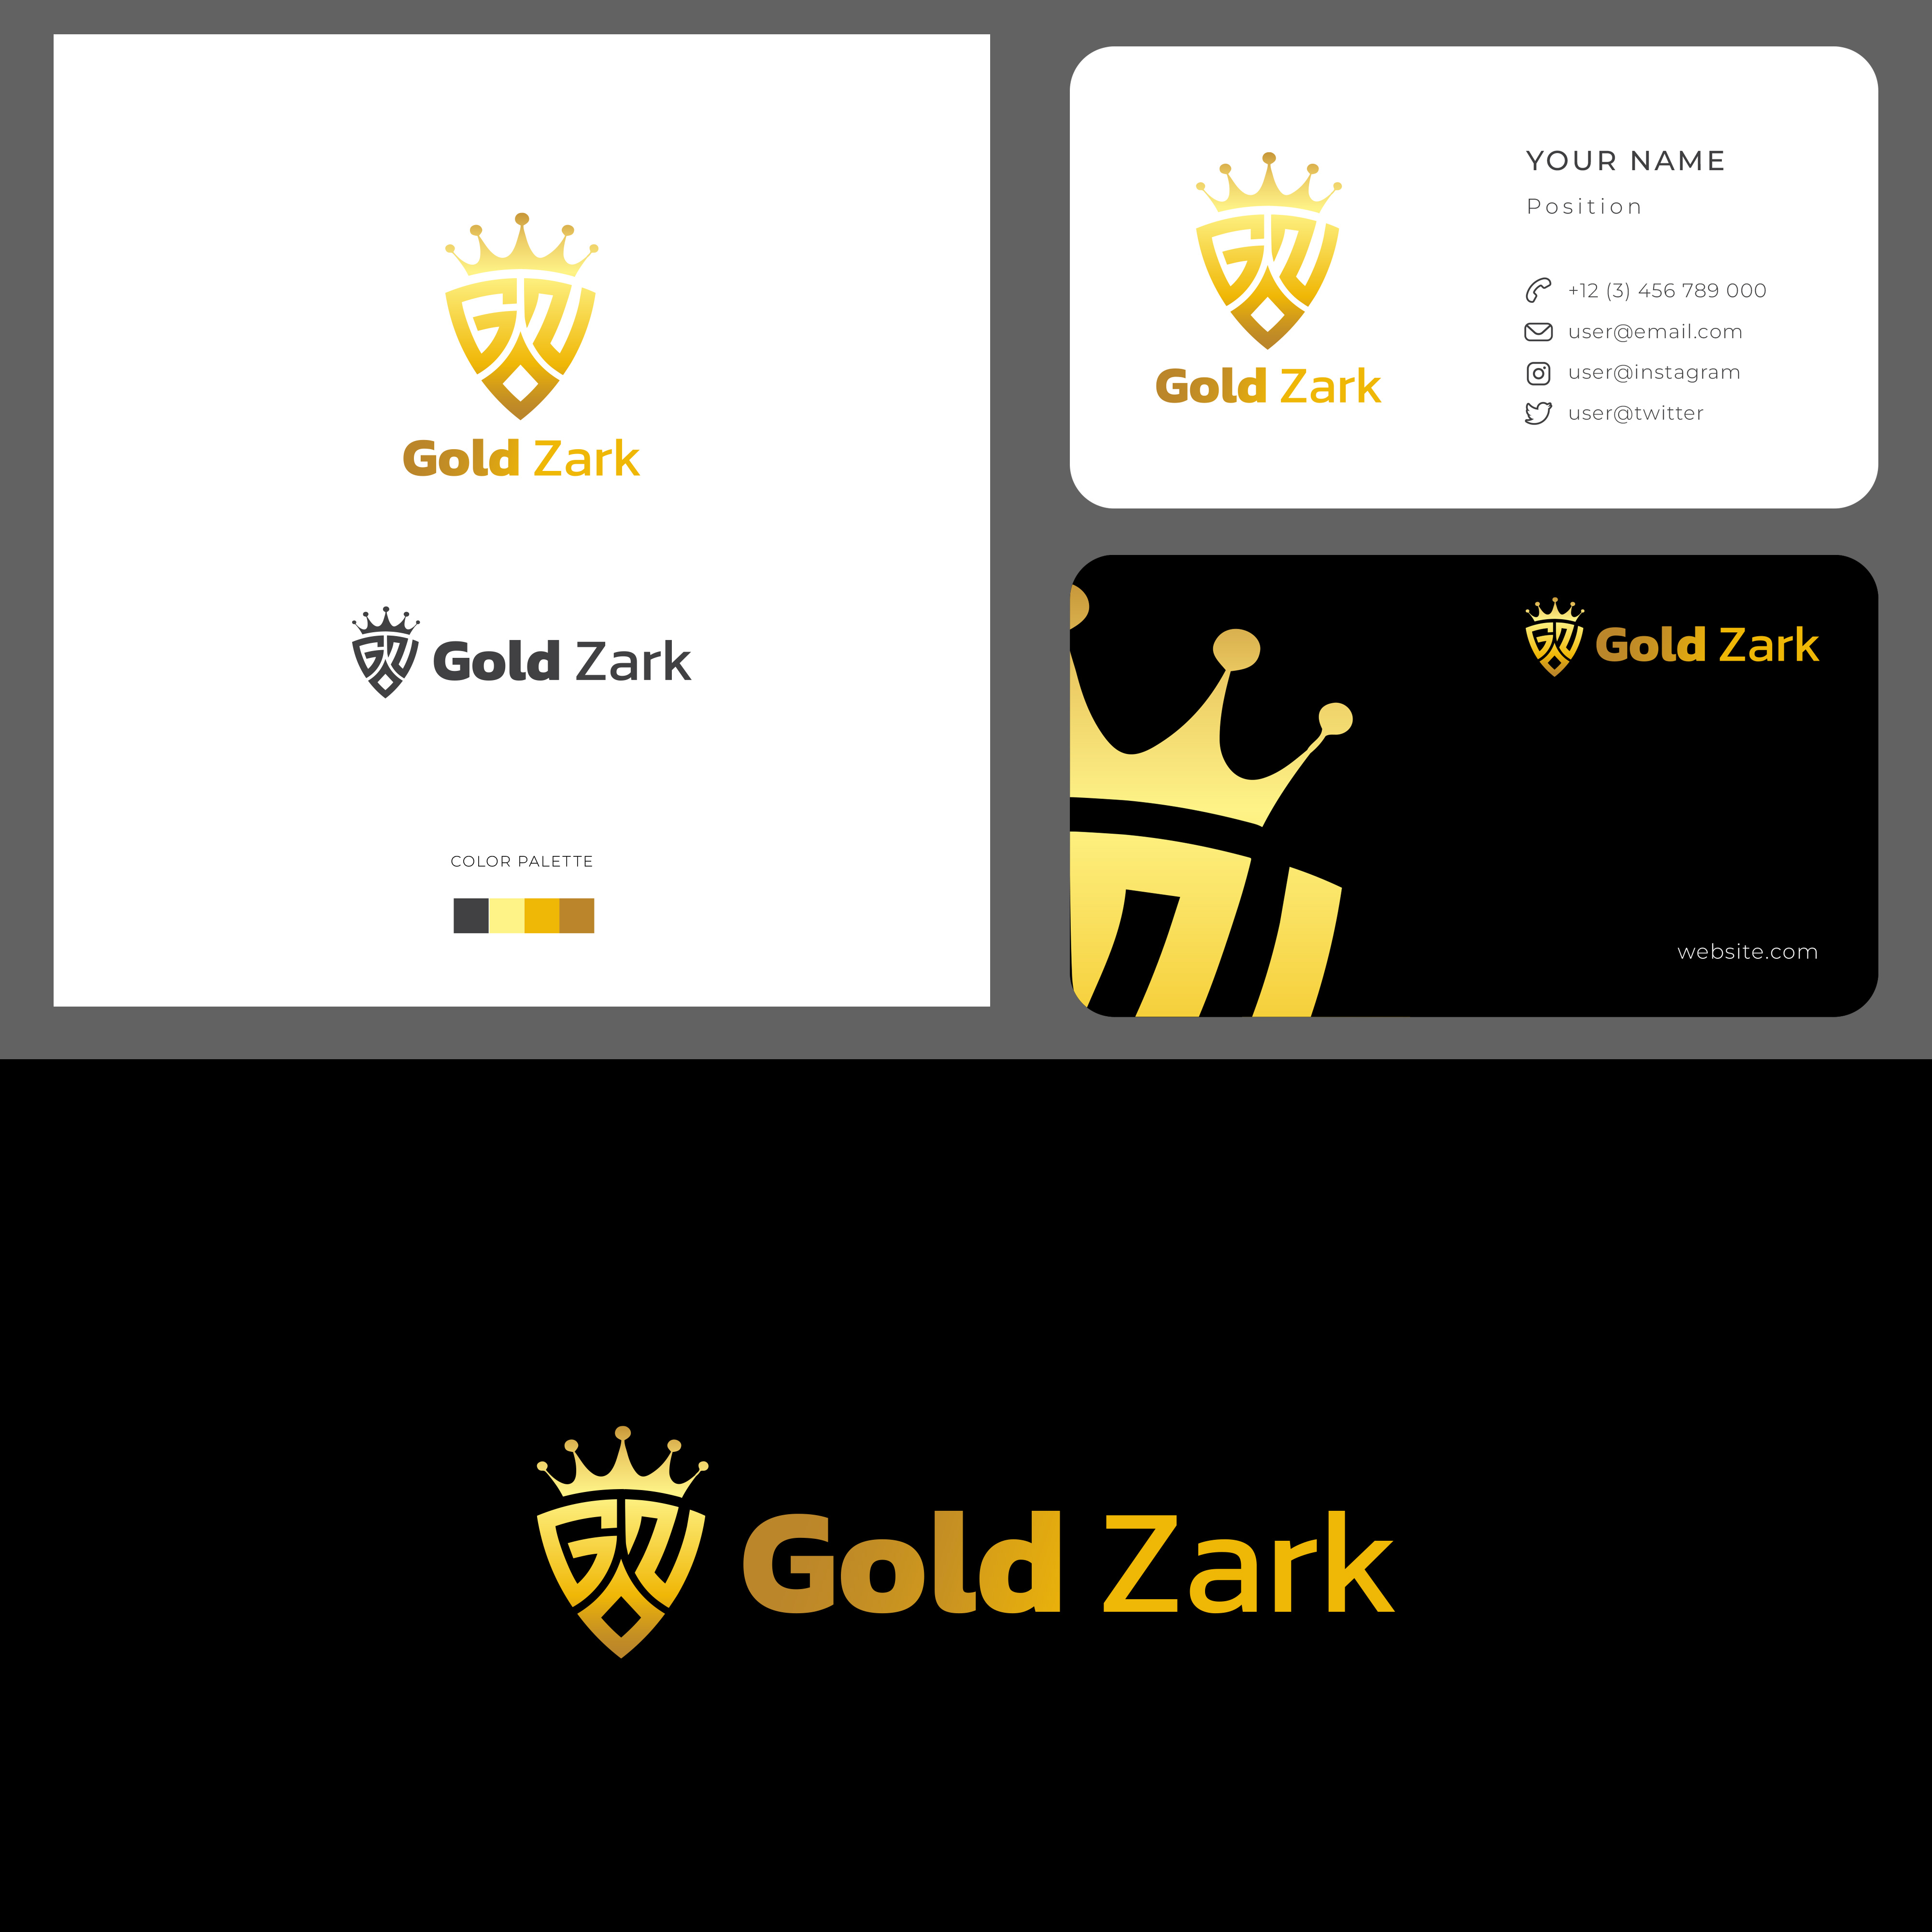 Gold Zark
Gold Zark
COLOR PALETTE
Gold Zark
YOUR NAME
Position
+12 (3) 456 789 000
user@email.com
user@instagram
user@twitter
Gold Zark
website.com
Gold Zark